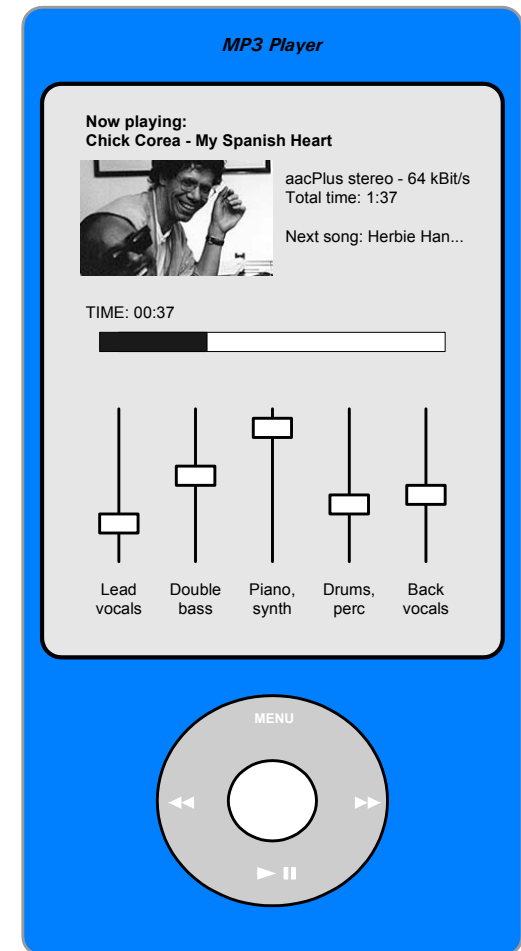 MP3 Player
Now playing:
Chick Corea - My Spanish Heart
aacPlus stereo - 64 kBit/s
Total time: 1:37
Next song: Herbie Han...
TIME: 00:37
Lead vocals
Double bass
Piano, synth
Drums, perc
Back vocals
MENU